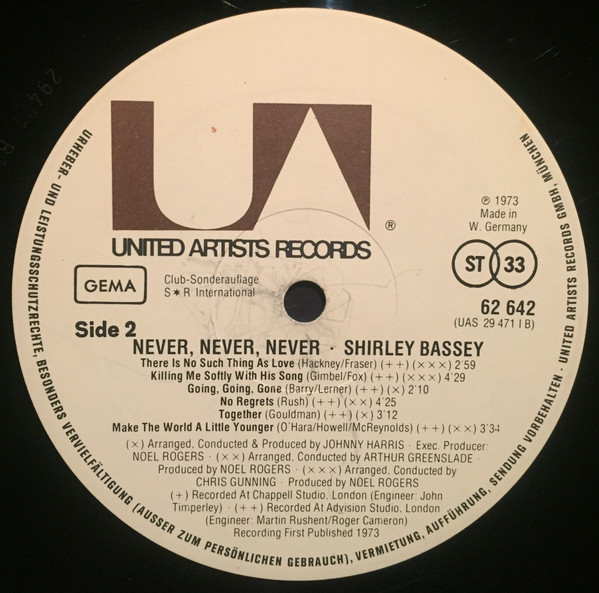 UA
®
UNITED ARTISTS RECORDS
℗ 1973
Made in
W. Germany
GEMA
Club-Sonderauflage
S★R International
ST 33
62 642
(UAS 29 471 I B)
Side 2
NEVER, NEVER, NEVER · SHIRLEY BASSEY
There Is No Such Thing As Love (Hackney/Fraser) (++) (×××) 2'59
Killing Me Softly With His Song (Gimbel/Fox) (++) (×××) 4'29
Going, Going, Gone (Barry/Lerner) (++) (×) 2'10
No Regrets (Rush) (++) (××) 4'25
Together (Gouldman) (++) (×) 3'12
Make The World A Little Younger (O'Hara/Howell/McReynolds) (++) (××) 3'34
(×) Arranged, Conducted & Produced by JOHNNY HARRIS · Exec. Producer:
NOEL ROGERS · (××) Arranged, Conducted by ARTHUR GREENSLADE ·
Produced by NOEL ROGERS · (×××) Arranged, Conducted by
CHRIS GUNNING · Produced by NOEL ROGERS
(+) Recorded At Chappell Studio, London (Engineer: John
Timperley) · (++) Recorded At Advision Studio, London
(Engineer: Martin Rushent/Roger Cameron)
Recording First Published 1973
URHEBER- UND LEISTUNGSSCHUTZRECHTE, BESONDERS VERVIELFÄLTIGUNG (AUSSER ZUM PERSÖNLICHEN GEBRAUCH), VERMIETUNG, AUFFÜHRUNG, SENDUNG VORBEHALTEN · UNITED ARTISTS RECORDS GMBH, MÜNCHEN